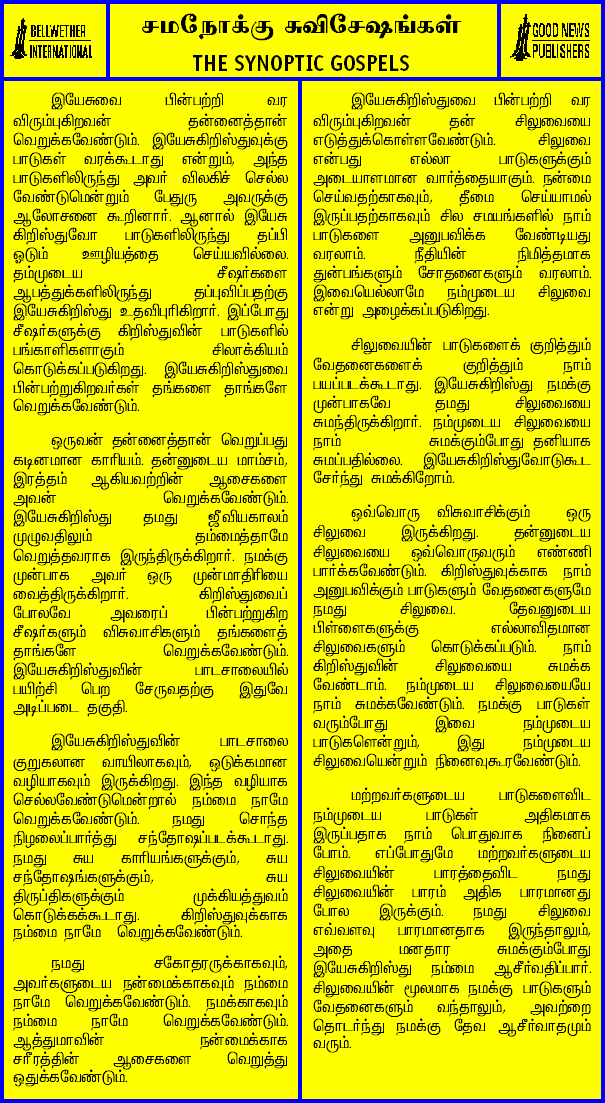 BELLWETHER
INTERNATIONAL
சமநோக்கு சுவிசேஷங்கள்
THE SYNOPTIC GOSPELS
GOOD NEWS
PUBLISHERS
இயேசுவை பின்பற்றி வர
விரும்புகிறவன் தன்னைத்தான்
வெறுக்கவேண்டும். இயேசுகிறிஸ்துவுக்கு
பாடுகள் வரக்கூடாது என்றும், அந்த
பாடுகளிலிருந்து அவர் விலகிச் செல்ல
வேண்டுமென்றும் பேதுரு அவருக்கு
ஆலோசனை கூறினார். ஆனால் இயேசு
கிறிஸ்துவோ பாடுகளிலிருந்து தப்பி
ஓடும் ஊழியத்தை செய்யவில்லை.
தம்முடைய சீஷர்களை
ஆபத்துக்களிலிருந்து தப்புவிப்பதற்கு
இயேசுகிறிஸ்து உதவிபுரிகிறார். இப்போது
சீஷர்களுக்கு கிறிஸ்துவின் பாடுகளில்
பங்காளிகளாகும் சிலாக்கியம்
கொடுக்கப்படுகிறது. இயேசுகிறிஸ்துவை
பின்பற்றுகிறவர்கள் தங்களை தாங்களே
வெறுக்கவேண்டும்.
ஒருவன் தன்னைத்தான் வெறுப்பது
கடினமான காரியம். தன்னுடைய மாம்சம்,
இரத்தம் ஆகியவற்றின் ஆசைகளை
அவன் வெறுக்கவேண்டும்.
இயேசுகிறிஸ்து தமது ஜீவியகாலம்
முழுவதிலும் தம்மைத்தாமே
வெறுத்தவராக இருந்திருக்கிறார். நமக்கு
முன்பாக அவர் ஒரு முன்மாதிரியை
வைத்திருக்கிறார். கிறிஸ்துவைப்
போலவே அவரைப் பின்பற்றுகிற
சீஷர்களும் விசுவாசிகளும் தங்களைத்
தாங்களே வெறுக்கவேண்டும்.
இயேசுகிறிஸ்துவின் பாடசாலையில்
பயிற்சி பெற சேருவதற்கு இதுவே
அடிப்படை தகுதி.
இயேசுகிறிஸ்துவின் பாடசாலை
குறுகலான வாயிலாகவும், ஒடுக்கமான
வழியாகவும் இருக்கிறது. இந்த வழியாக
செல்லவேண்டுமென்றால் நம்மை நாமே
வெறுக்கவேண்டும். நமது சொந்த
நிழலைப்பார்த்து சந்தோஷப்படக்கூடாது.
நமது சுய காரியங்களுக்கும், சுய
சந்தோஷங்களுக்கும், சுய
திருப்திகளுக்கும் முக்கியத்துவம்
கொடுக்கக்கூடாது. கிறிஸ்துவுக்காக
நம்மை நாமே வெறுக்கவேண்டும்.
நமது சகோதரருக்காகவும்,
அவர்களுடைய நன்மைக்காகவும் நம்மை
நாமே வெறுக்கவேண்டும். நமக்காகவும்
நம்மை நாமே வெறுக்கவேண்டும்.
ஆத்துமாவின் நன்மைக்காக
சரீரத்தின் ஆசைகளை வெறுத்து
ஒதுக்கவேண்டும்.
இயேசுகிறிஸ்துவை பின்பற்றி வர
விரும்புகிறவன் தன் சிலுவையை
எடுத்துக்கொள்ளவேண்டும். சிலுவை
என்பது எல்லா பாடுகளுக்கும்
அடையாளமான வார்த்தையாகும். நன்மை
செய்வதற்காகவும், தீமை செய்யாமல்
இருப்பதற்காகவும் சில சமயங்களில் நாம்
பாடுகளை அனுபவிக்க வேண்டியது
வரலாம். நீதியின் நிமித்தமாக
துன்பங்களும் சோதனைகளும் வரலாம்.
இவையெல்லாமே நம்முடைய சிலுவை
என்று அழைக்கப்படுகிறது.
சிலுவையின் பாடுகளைக் குறித்தும்
வேதனைகளைக் குறித்தும் நாம்
பயப்படக்கூடாது. இயேசுகிறிஸ்து நமக்கு
முன்பாகவே தமது சிலுவையை
சுமந்திருக்கிறார். நம்முடைய சிலுவையை
நாம் சுமக்கும்போது தனியாக
சுமப்பதில்லை. இயேசுகிறிஸ்துவோடுகூட
சேர்ந்து சுமக்கிறோம்.
ஒவ்வொரு விசுவாசிக்கும் ஒரு
சிலுவை இருக்கிறது. தன்னுடைய
சிலுவையை ஒவ்வொருவரும் எண்ணி
பார்க்கவேண்டும். கிறிஸ்துவுக்காக நாம்
அனுபவிக்கும் பாடுகளும் வேதனைகளுமே
நமது சிலுவை. தேவனுடைய
பிள்ளைகளுக்கு எல்லாவிதமான
சிலுவைகளும் கொடுக்கப்படும். நாம்
கிறிஸ்துவின் சிலுவையை சுமக்க
வேண்டாம். நம்முடைய சிலுவையையே
நாம் சுமக்கவேண்டும். நமக்கு பாடுகள்
வரும்போது இவை நம்முடைய
பாடுகளென்றும், இது நம்முடைய
சிலுவையென்றும் நினைவுகூரவேண்டும்.
மற்றவர்களுடைய பாடுகளைவிட
நம்முடைய பாடுகள் அதிகமாக
இருப்பதாக நாம் பொதுவாக நினைப்
போம். எப்போதுமே மற்றவர்களுடைய
சிலுவையின் பாரத்தைவிட நமது
சிலுவையின் பாரம் அதிக பாரமானது
போல இருக்கும். நமது சிலுவை
எவ்வளவு பாரமானதாக இருந்தாலும்,
அதை மனதார சுமக்கும்போது
இயேசுகிறிஸ்து நம்மை ஆசீர்வதிப்பார்.
சிலுவையின் மூலமாக நமக்கு பாடுகளும்
வேதனைகளும் வந்தாலும், அவற்றை
தொடர்ந்து நமக்கு தேவ ஆசீர்வாதமும்
வரும்.